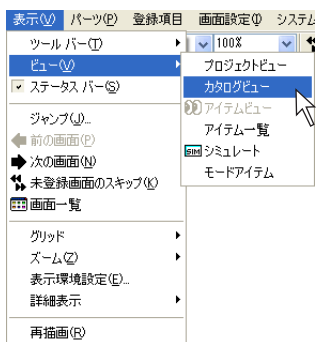 表示(V) パーツ(P) 登録項目 画面設定(I) システム
ツール バー(T)
100%
ビュー(V)
プロジェクトビュー
ステータス バー(S)
カタログビュー
アイテムビュー
ジャンプ(J)...
アイテム一覧
前の画面(P)
SIM シミュレート
次の画面(N)
モードアイテム
未登録画面のスキップ(K)
画面一覧
グリッド
ズーム(Z)
表示環境設定(E)...
詳細表示
再描画(R)